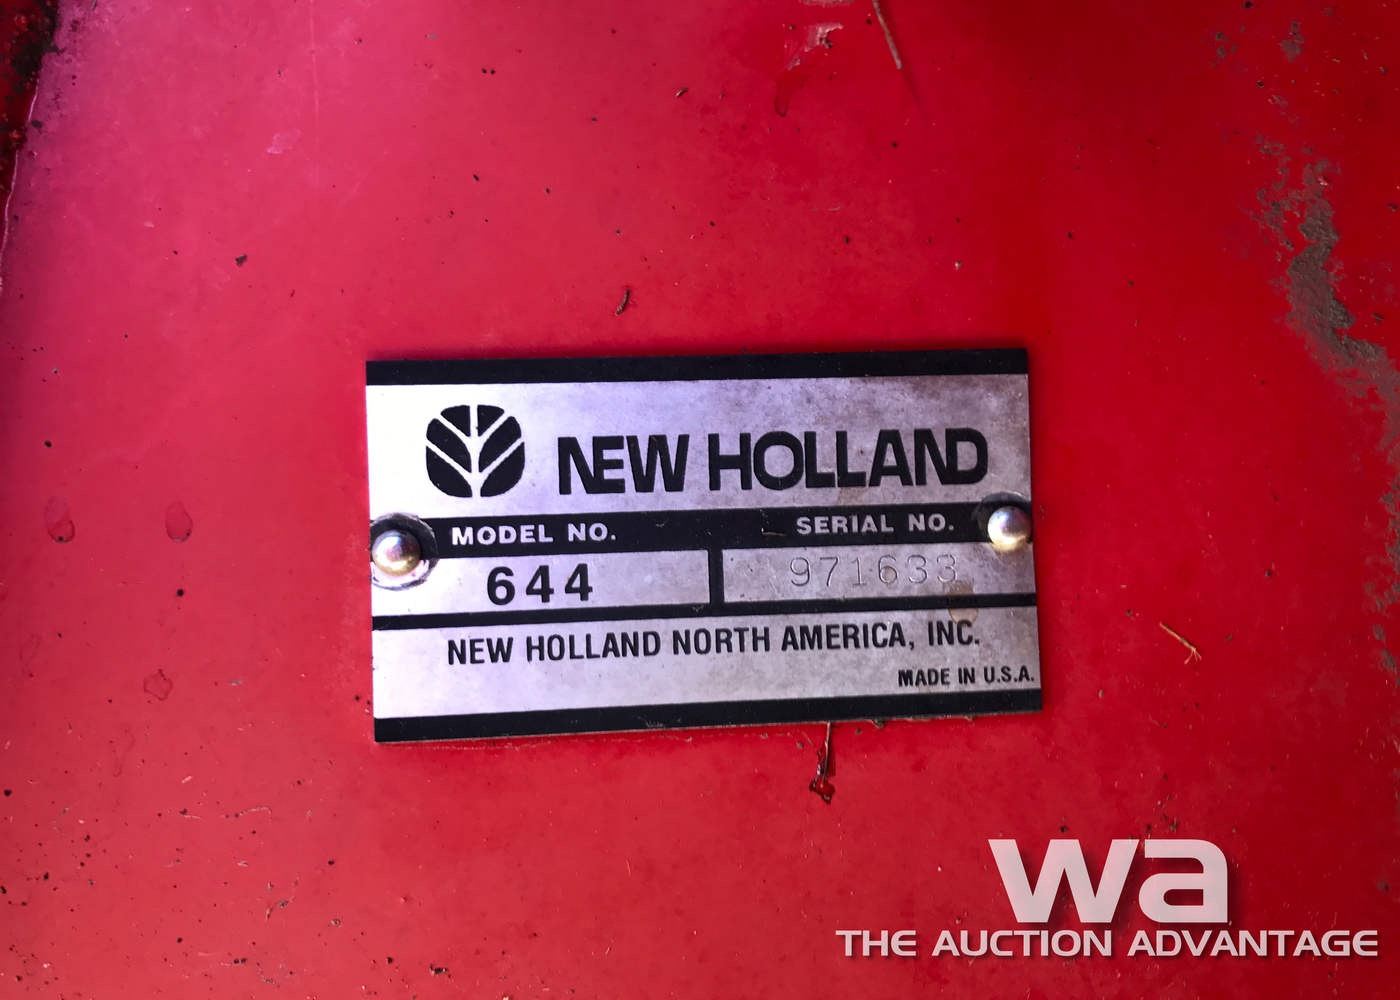 NEW HOLLAND
MODEL NO. SERIAL NO.
644 971633
NEW HOLLAND NORTH AMERICA, INC.
MADE IN U.S.A.
wa
THE AUCTION ADVANTAGE